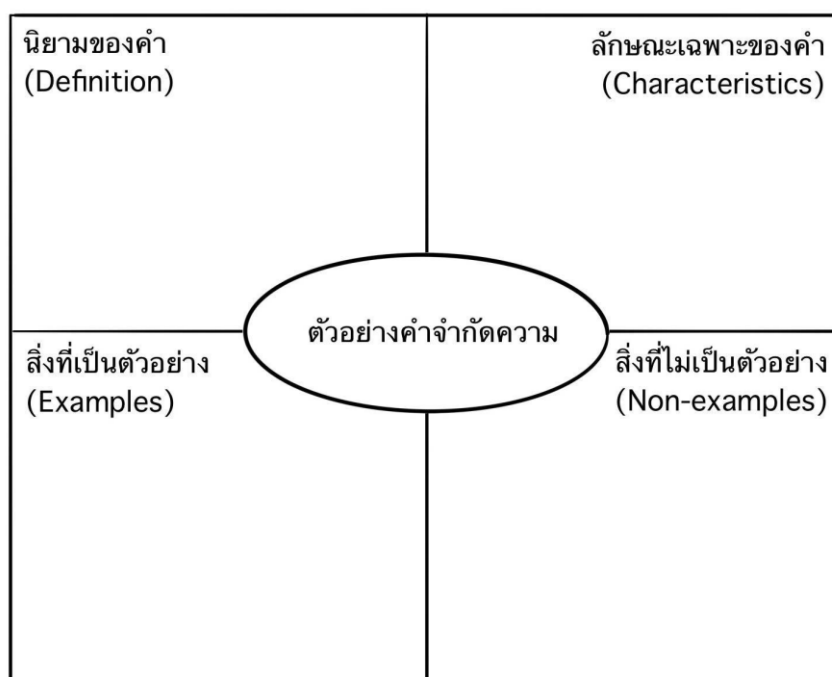 นิยามของคำ
(Definition)
ลักษณะเฉพาะของคำ
(Characteristics)
ตัวอย่างคำจำกัดความ
สิ่งที่เป็นตัวอย่าง
(Examples)
สิ่งที่ไม่เป็นตัวอย่าง
(Non-examples)